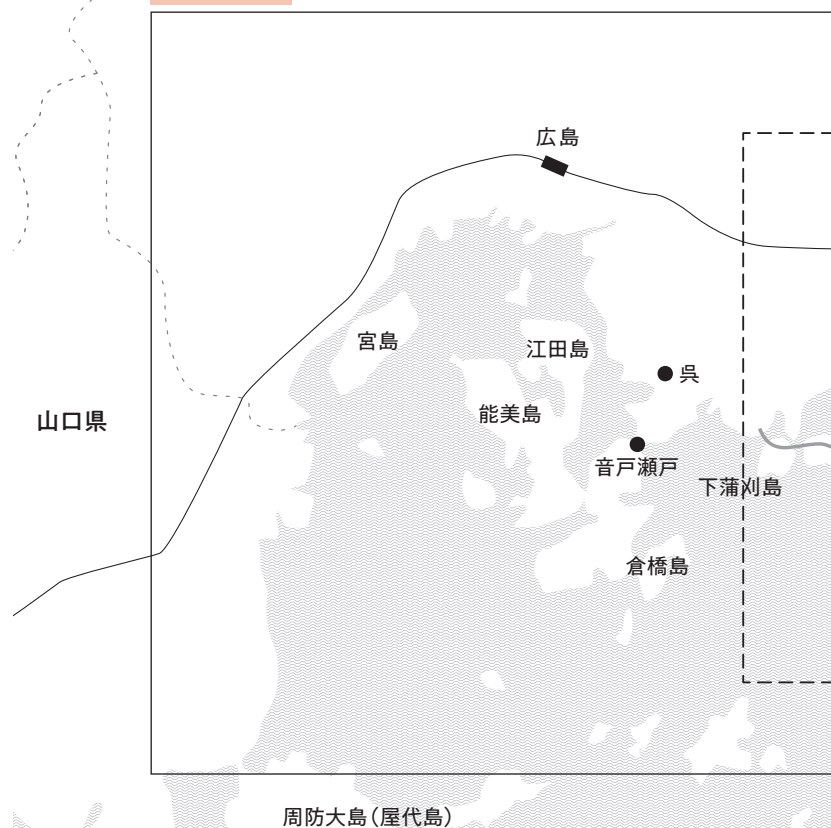 広島
宮島
江田島
呉
山口県
能美島
音戸瀬戸
下蒲刈島
倉橋島
周防大島(屋代島)